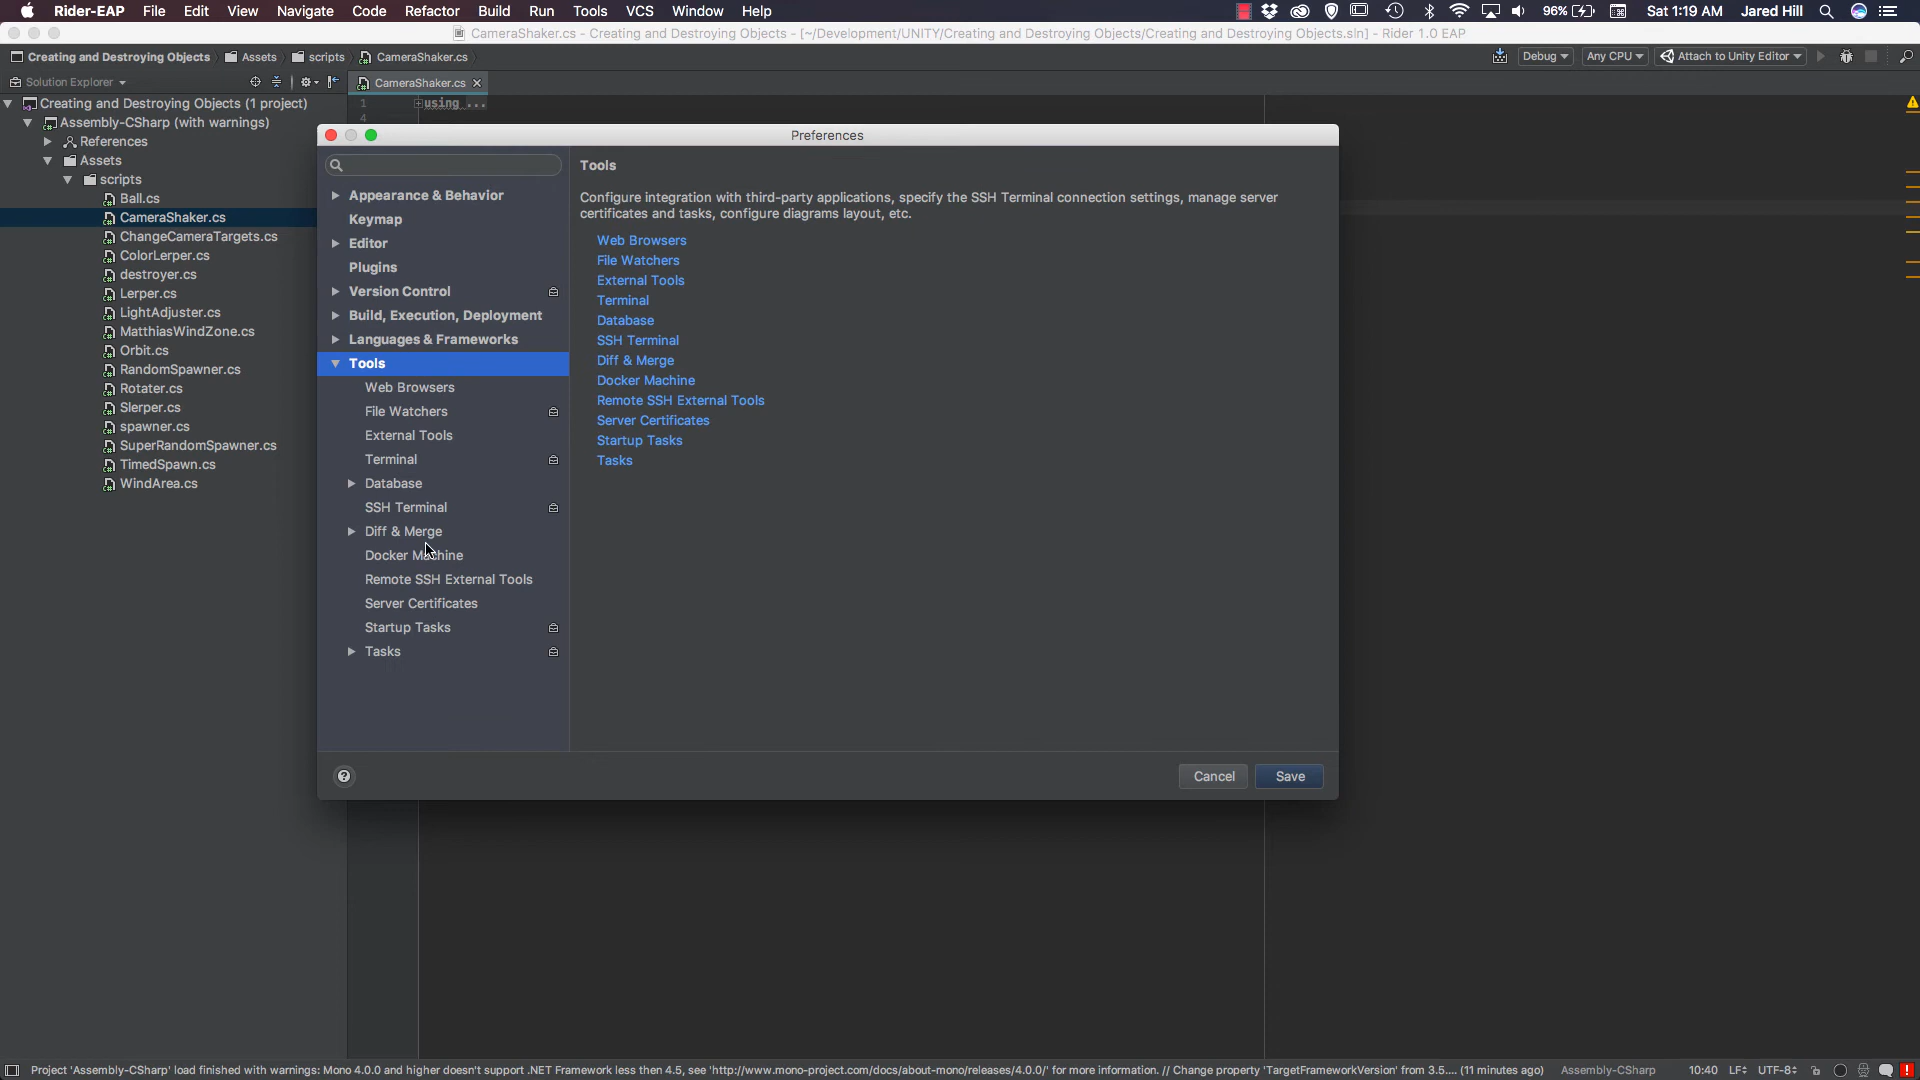 Rider-EAP File Edit View Navigate Code Refactor Build Run Tools VCS Window Help 96% Sat 1:19 AM Jared Hill
CameraShaker.cs - Creating and Destroying Objects - [~/Development/UNITY/Creating and Destroying Objects/Creating and Destroying Objects.sln] - Rider 1.0 EAP
Creating and Destroying Objects Assets scripts CameraShaker.cs Debug Any CPU Attach to Unity Editor
Solution Explorer CameraShaker.cs
Creating and Destroying Objects (1 project)
Assembly-CSharp (with warnings)
References
Assets
scripts
Ball.cs
CameraShaker.cs
ChangeCameraTargets.cs
ColorLerper.cs
destroyer.cs
Lerper.cs
LightAdjuster.cs
MatthiasWindZone.cs
Orbit.cs
RandomSpawner.cs
Rotater.cs
Slerper.cs
spawner.cs
SuperRandomSpawner.cs
TimedSpawn.cs
WindArea.cs
1 using ...
4
Preferences
Appearance & Behavior
Keymap
Editor
Plugins
Version Control
Build, Execution, Deployment
Languages & Frameworks
Tools
Web Browsers
File Watchers
External Tools
Terminal
Database
SSH Terminal
Diff & Merge
Docker Machine
Remote SSH External Tools
Server Certificates
Startup Tasks
Tasks
Tools
Configure integration with third-party applications, specify the SSH Terminal connection settings, manage server
certificates and tasks, configure diagrams layout, etc.
Web Browsers
File Watchers
External Tools
Terminal
Database
SSH Terminal
Diff & Merge
Docker Machine
Remote SSH External Tools
Server Certificates
Startup Tasks
Tasks
? Cancel Save
Project 'Assembly-CSharp' load finished with warnings: Mono 4.0.0 and higher doesn't support .NET Framework less then 4.5, see 'http://www.mono-project.com/docs/about-mono/releases/4.0.0/' for more information. // Change property 'TargetFrameworkVersion' from 3.5.... (11 minutes ago) Assembly-CSharp 10:40 LF UTF-8